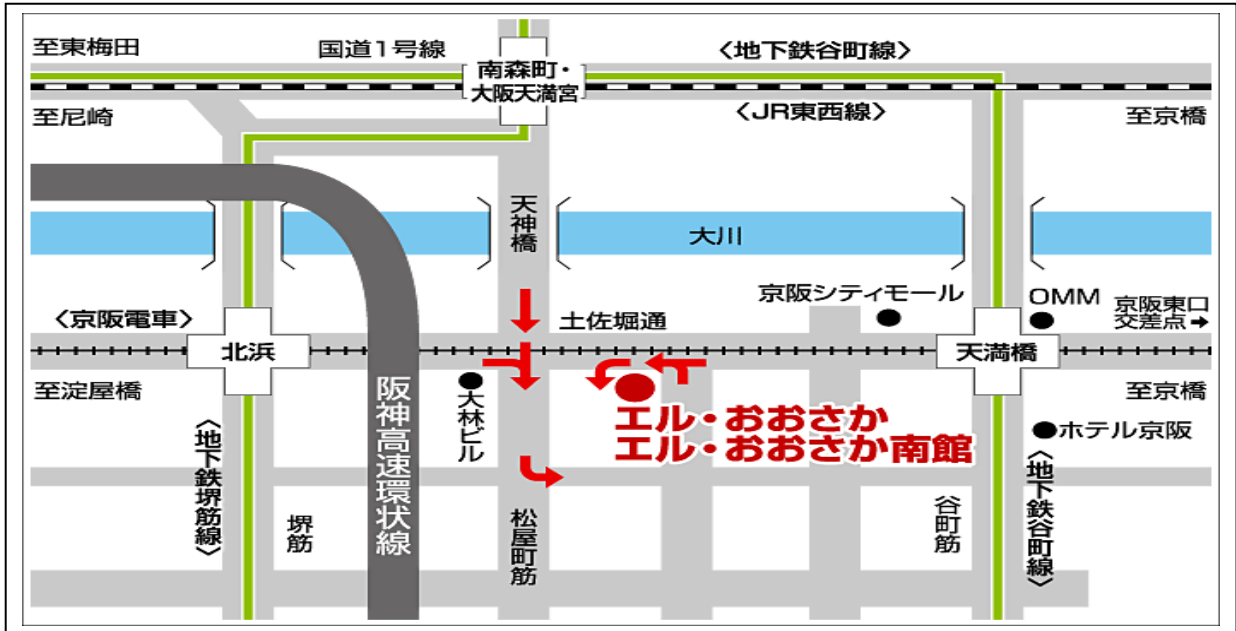 至東梅田
国道1号線
〈地下鉄谷町線〉
南森町・
大阪天満宮
至尼崎
〈JR東西線〉
至京橋
天神橋
大川
京阪シティモール
OMM
京阪東口
交差点➡
〈京阪電車〉
土佐堀通
北浜
天満橋
至淀屋橋
至京橋
大林ビル
エル・おおさか
エル・おおさか南館
ホテル京阪
〈地下鉄堺筋線〉
堺筋
阪神高速環状線
松屋町筋
谷町筋
〈地下鉄谷町線〉